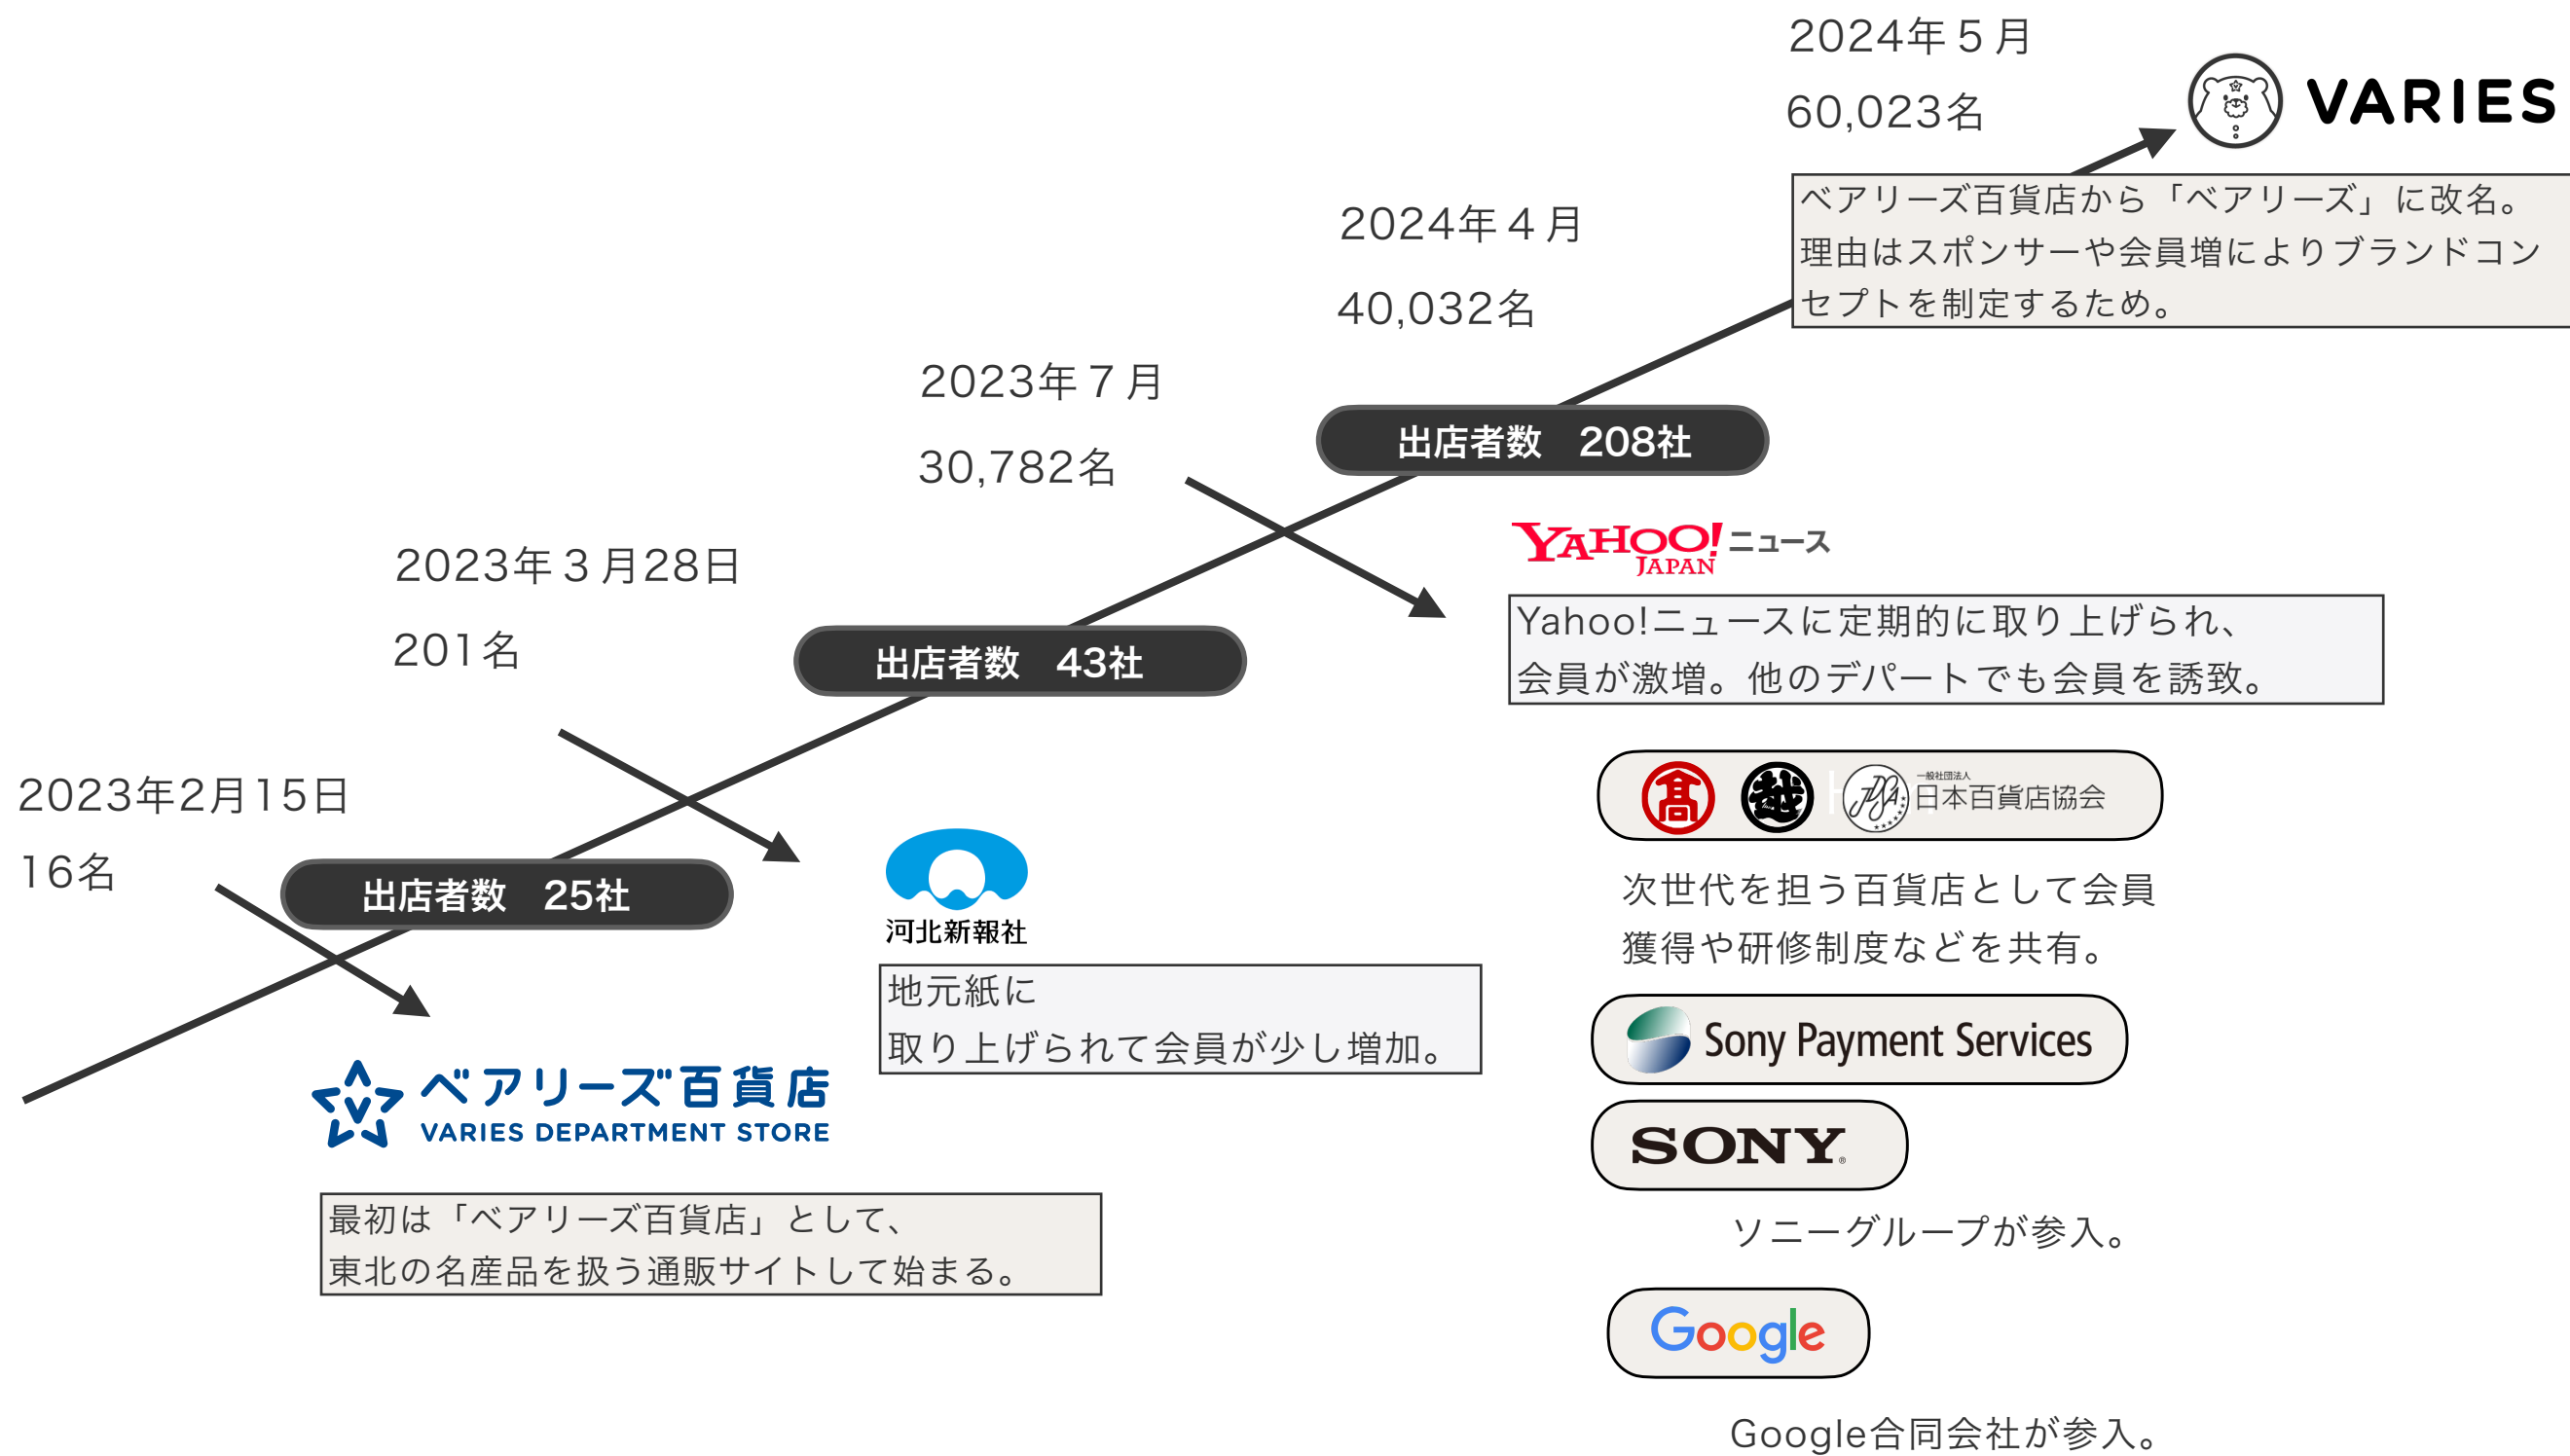 2024年５月
60,023名
VARIES
ベアリーズ百貨店から「ベアリーズ」に改名。
理由はスポンサーや会員増によりブランドコン
セプトを制定するため。
2024年４月
40,032名
出店者数　208社
2023年７月
30,782名
YAHOO! JAPAN ニュース
Yahoo!ニュースに定期的に取り上げられ、
会員が激増。他のデパートでも会員を誘致。
2023年３月28日
201名
出店者数　43社
髙
越
JDSA
一般社団法人
日本百貨店協会
次世代を担う百貨店として会員
獲得や研修制度などを共有。
2023年2月15日
16名
出店者数　25社
河北新報社
地元紙に
取り上げられて会員が少し増加。
Sony Payment Services
SONY®
ソニーグループが参入。
ベアリーズ百貨店
VARIES DEPARTMENT STORE
最初は「ベアリーズ百貨店」として、
東北の名産品を扱う通販サイトして始まる。
Google
Google合同会社が参入。